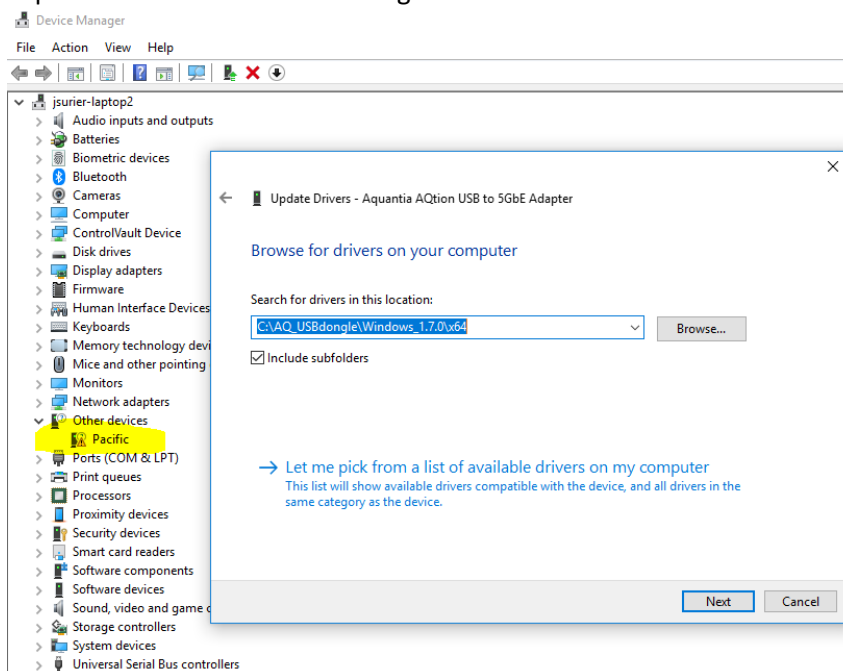 Device Manager
File Action View Help
jsurier-laptop2
Audio inputs and outputs
Batteries
Biometric devices
Bluetooth
Cameras
Computer
ControlVault Device
Disk drives
Display adapters
Firmware
Human Interface Devices
Keyboards
Memory technology devi
Mice and other pointing
Monitors
Network adapters
Other devices
Pacific
Ports (COM & LPT)
Print queues
Processors
Proximity devices
Security devices
Smart card readers
Software components
Software devices
Sound, video and game c
Storage controllers
System devices
Universal Serial Bus controllers
Update Drivers - Aquantia AQtion USB to 5GbE Adapter
Browse for drivers on your computer
Search for drivers in this location:
C:\AQ_USBdongle\Windows_1.7.0\x64
Browse...
Include subfolders
Let me pick from a list of available drivers on my computer
This list will show available drivers compatible with the device, and all drivers in the
same category as the device.
Next Cancel